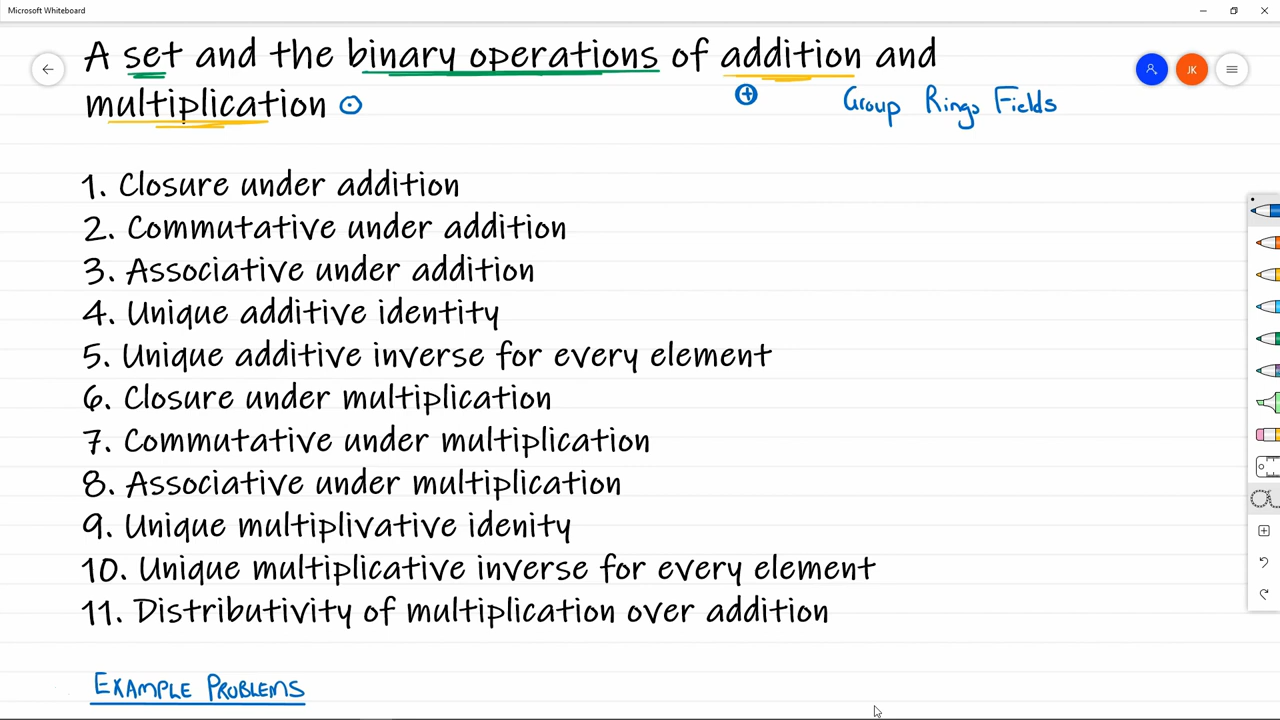 Microsoft Whiteboard
A set and the binary operations of addition and
multiplication ⊙ ⊕ Group Rings Fields
JK
1. Closure under addition
2. Commutative under addition
3. Associative under addition
4. Unique additive identity
5. Unique additive inverse for every element
6. Closure under multiplication
7. Commutative under multiplication
8. Associative under multiplication
9. Unique multiplivative idenity
10. Unique multiplicative inverse for every element
11. Distributivity of multiplication over addition
EXAMPLE PROBLEMS